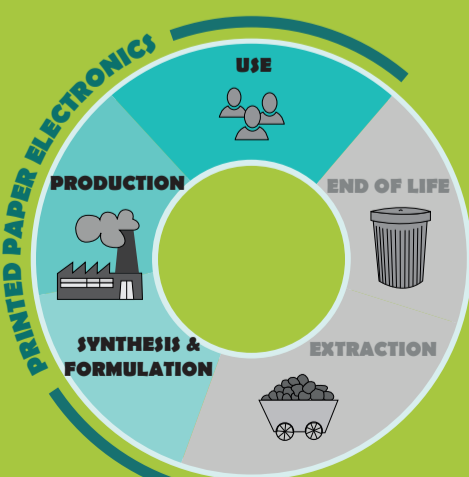 PRINTED PAPER ELECTRONICS
USE
PRODUCTION
END OF LIFE
SYNTHESIS &
FORMULATION
EXTRACTION